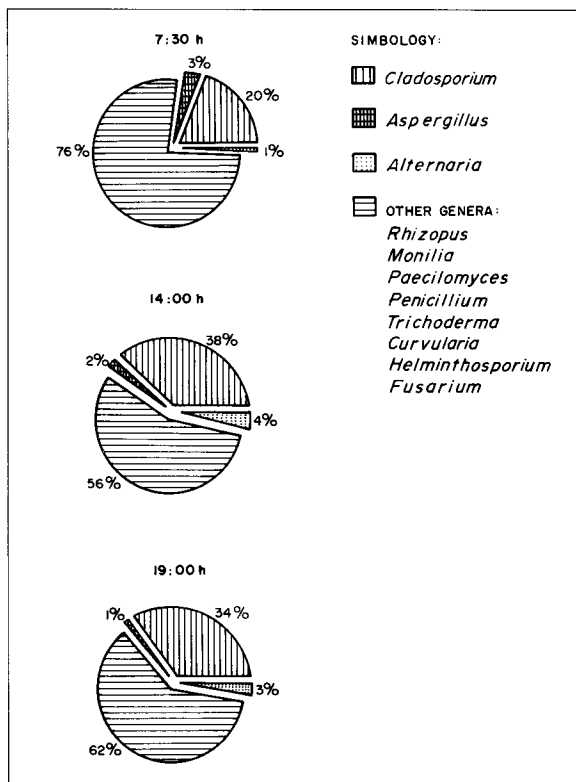 7:30 h
3%
20%
76%
1%
14:00 h
38%
2%
4%
56%
19:00 h
34%
1%
3%
62%
SIMBOLOGY:
Cladosporium
Aspergillus
Alternaria
OTHER GENERA:
Rhizopus
Monilia
Paecilomyces
Penicillium
Trichoderma
Curvularia
Helminthosporium
Fusarium